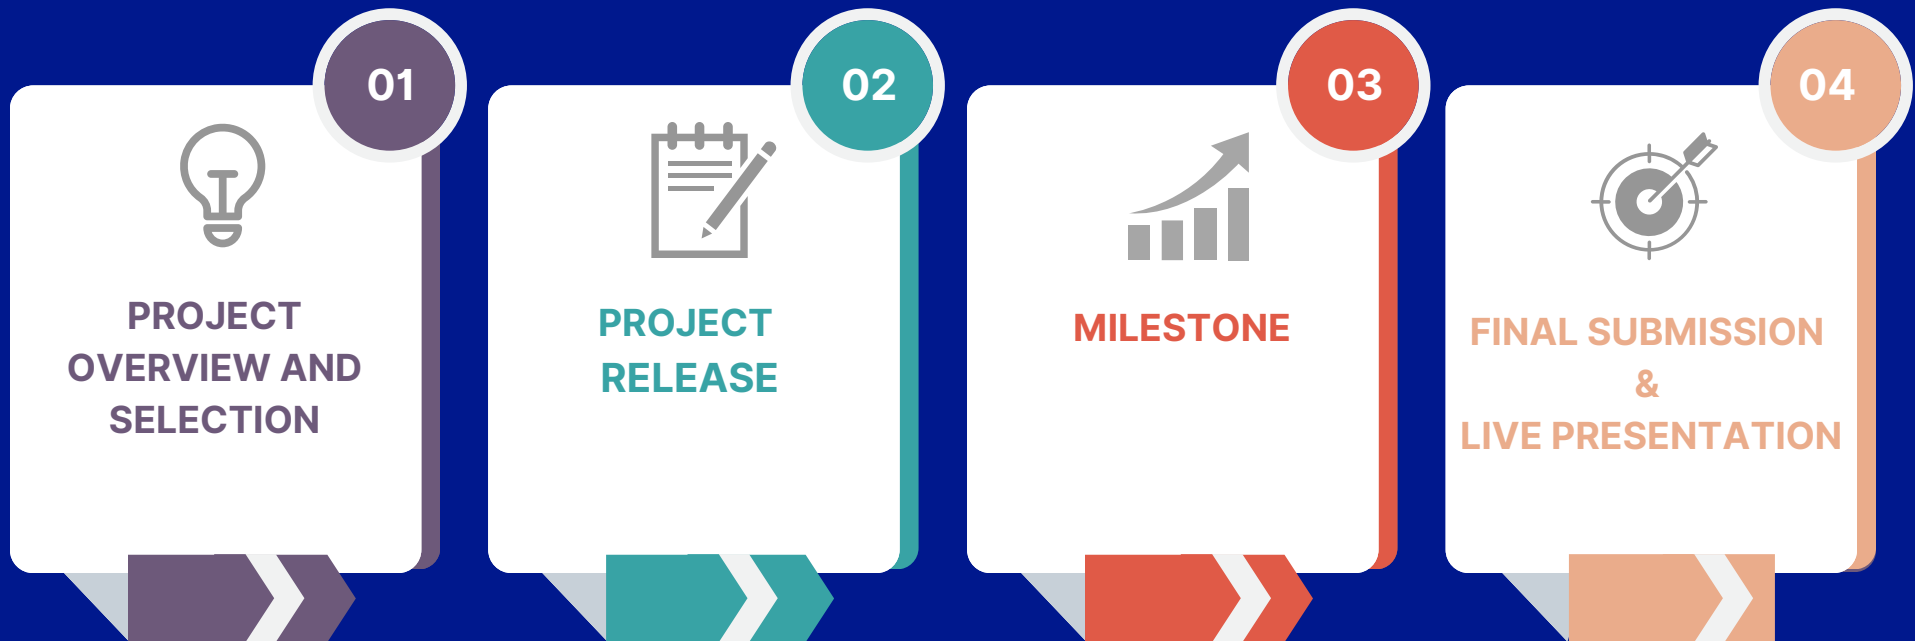 01
PROJECT
OVERVIEW AND
SELECTION
02
PROJECT
RELEASE
03
MILESTONE
04
FINAL SUBMISSION
&
LIVE PRESENTATION